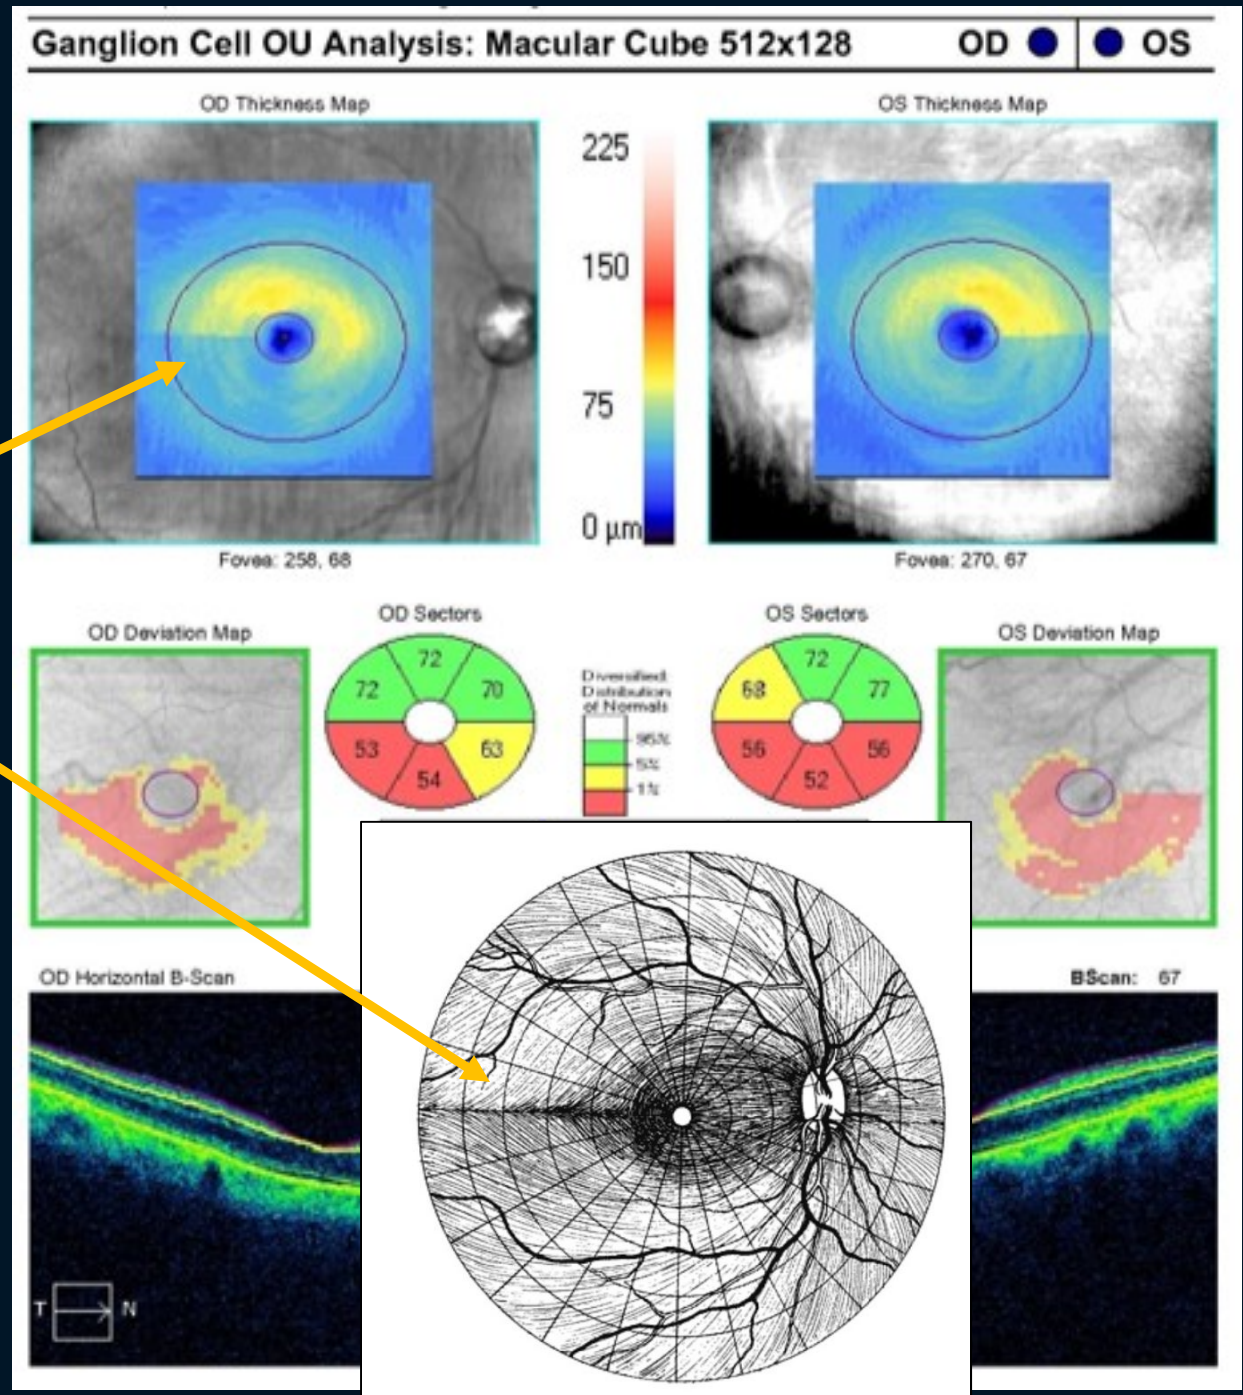 Ganglion Cell OU Analysis: Macular Cube 512x128 OD OS
OD Thickness Map
OS Thickness Map
225
150
75
0 µm
Fovea: 258, 68
Fovea: 270, 67
OD Deviation Map
OD Sectors
OS Sectors
OS Deviation Map
72
72
70
53
63
54
Diversified:
Distribution
of Normals
95%
5%
1%
72
68
77
56
56
52
OD Horizontal B-Scan
BScan: 67
T N